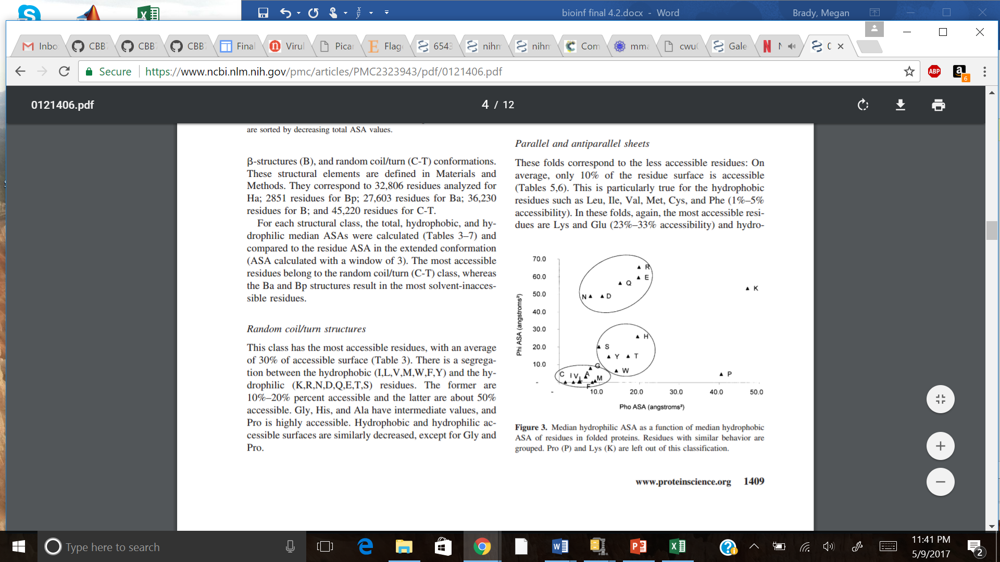 bioinf final 4.2.docx - Word
Brady, Megan
Inbo
CBB
CBB
CBB
Final
Virul
Pica
Flag
6543
nihm
nihm
Com
mma
cwu
Gale
Secure
https://www.ncbi.nlm.nih.gov/pmc/articles/PMC2323943/pdf/0121406.pdf
ABP
6
0121406.pdf
4 / 12
are sorted by decreasing total ASA values.
β-structures (B), and random coil/turn (C-T) conformations.
These structural elements are defined in Materials and
Methods. They correspond to 32,806 residues analyzed for
Ha; 2851 residues for Bp; 27,603 residues for Ba; 36,230
residues for B; and 45,220 residues for C-T.
For each structural class, the total, hydrophobic, and hy-
drophilic median ASAs were calculated (Tables 3–7) and
compared to the residue ASA in the extended conformation
(ASA calculated with a window of 3). The most accessible
residues belong to the random coil/turn (C-T) class, whereas
the Ba and Bp structures result in the most solvent-inacces-
sible residues.
Random coil/turn structures
This class has the most accessible residues, with an average
of 30% of accessible surface (Table 3). There is a segrega-
tion between the hydrophobic (I,L,V,M,W,F,Y) and the hy-
drophilic (K,R,N,D,Q,E,T,S) residues. The former are
10%–20% percent accessible and the latter are about 50%
accessible. Gly, His, and Ala have intermediate values, and
Pro is highly accessible. Hydrophobic and hydrophilic ac-
cessible surfaces are similarly decreased, except for Gly and
Pro.
Parallel and antiparallel sheets
These folds correspond to the less accessible residues: On
average, only 10% of the residue surface is accessible
(Tables 5,6). This is particularly true for the hydrophobic
residues such as Leu, Ile, Val, Met, Cys, and Phe (1%–5%
accessibility). In these folds, again, the most accessible resi-
dues are Lys and Glu (23%–33% accessibility) and hydro-
70.0
60.0
50.0
40.0
30.0
20.0
10.0
-
Phi ASA (angstroms²)
R
E
Q
N
D
K
H
S
Y
T
W
G
C
I
V
L
A
M
F
P
-
10.0
20.0
30.0
40.0
50.0
Pho ASA (angstroms²)
Figure 3. Median hydrophilic ASA as a function of median hydrophobic
ASA of residues in folded proteins. Residues with similar behavior are
grouped. Pro (P) and Lys (K) are left out of this classification.
www.proteinscience.org 1409
Type here to search
11:41 PM
5/9/2017
2